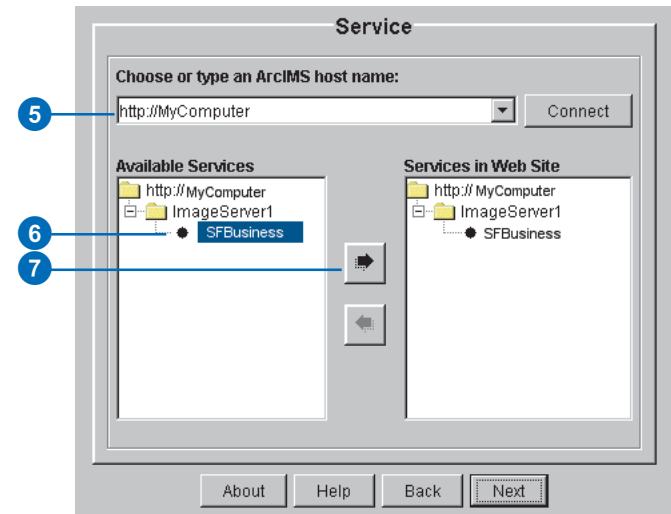 Service
Choose or type an ArcIMS host name:
5
http://MyComputer
Connect
Available Services
http:// MyComputer
ImageServer1
6
SFBusiness
7
Services in Web Site
http:// MyComputer
ImageServer1
SFBusiness
About
Help
Back
Next